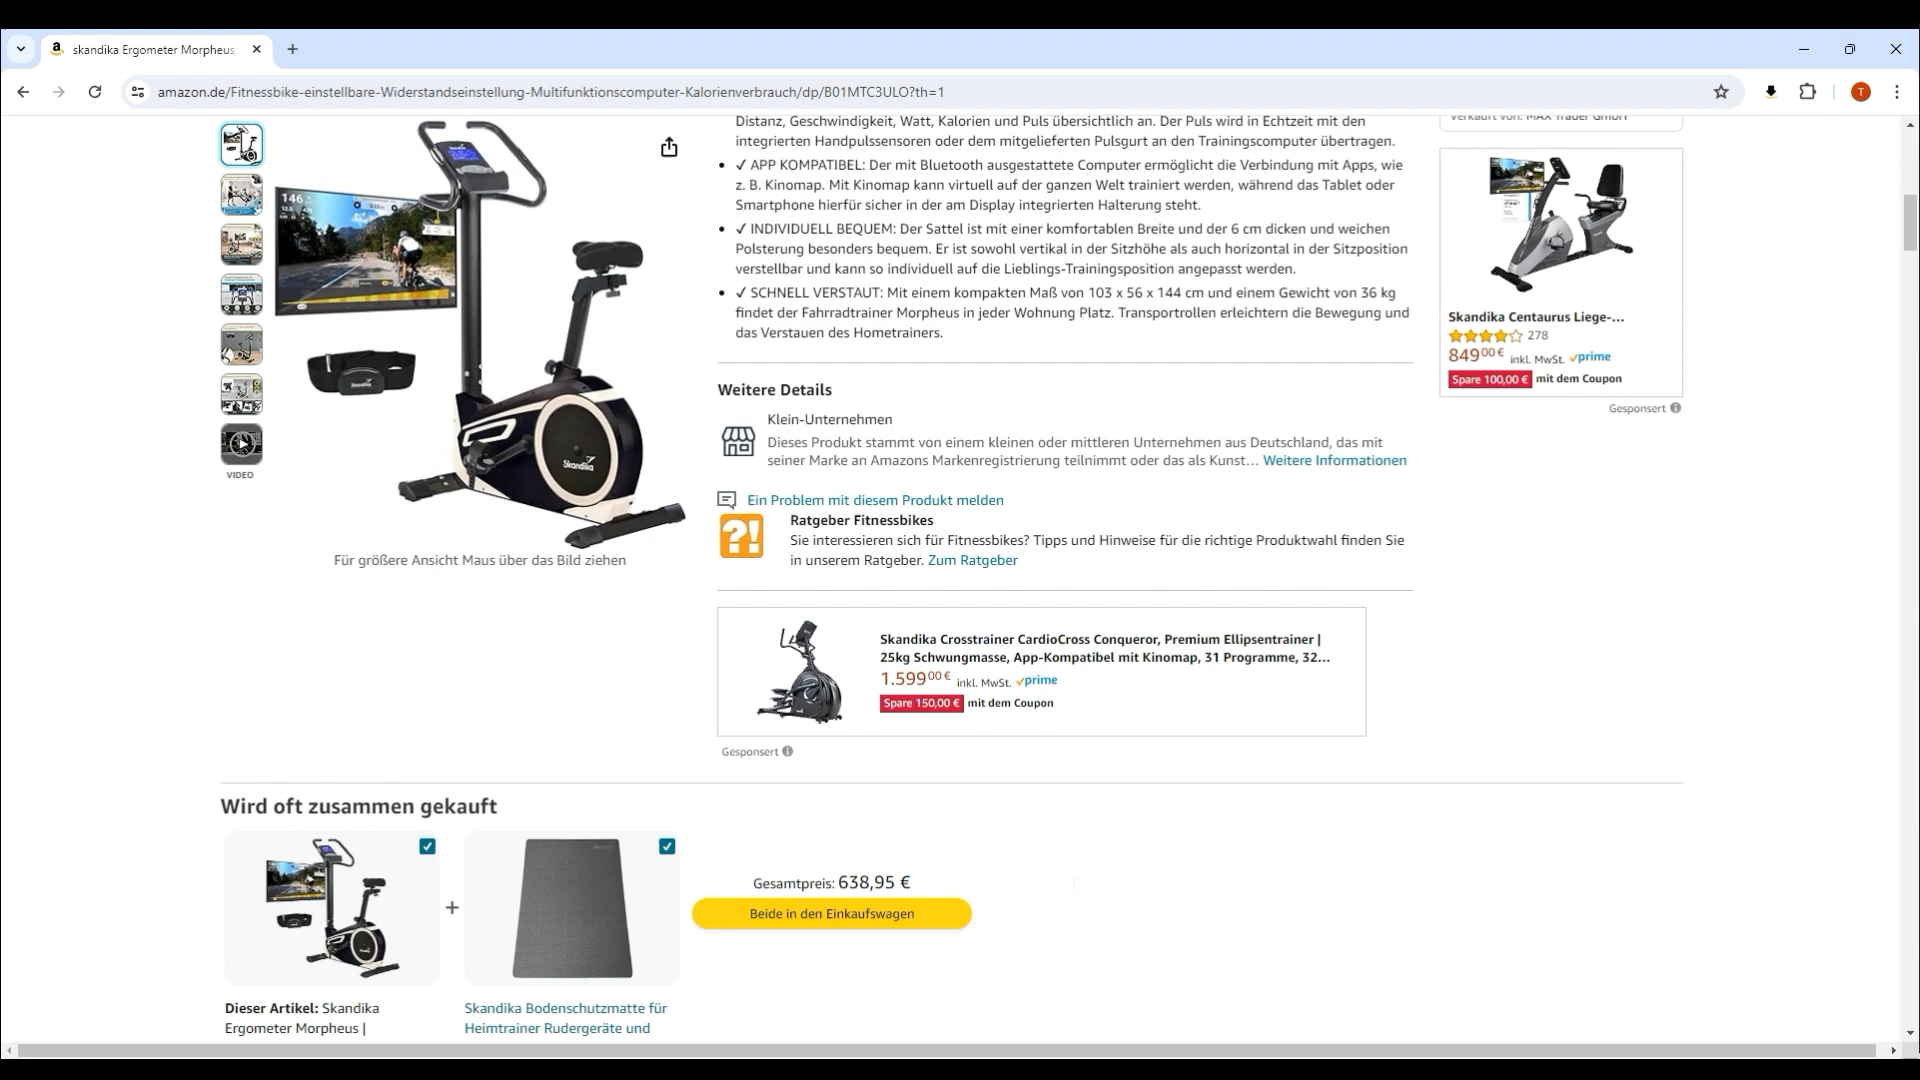 skandika Ergometer Morpheus
amazon.de/Fitnessbike-einstellbare-Widerstandseinstellung-Multifunktionscomputer-Kalorienverbrauch/dp/B01MTC3ULO?th=1
T
Distanz, Geschwindigkeit, Watt, Kalorien und Puls übersichtlich an. Der Puls wird in Echtzeit mit den
integrierten Handpulssensoren oder dem mitgelieferten Pulsgurt an den Trainingscomputer übertragen.
✓ APP KOMPATIBEL: Der mit Bluetooth ausgestattete Computer ermöglicht die Verbindung mit Apps, wie
z. B. Kinomap. Mit Kinomap kann virtuell auf der ganzen Welt trainiert werden, während das Tablet oder
Smartphone hierfür sicher in der am Display integrierten Halterung steht.
✓ INDIVIDUELL BEQUEM: Der Sattel ist mit einer komfortablen Breite und der 6 cm dicken und weichen
Polsterung besonders bequem. Er ist sowohl vertikal in der Sitzhöhe als auch horizontal in der Sitzposition
verstellbar und kann so individuell auf die Lieblings-Trainingsposition angepasst werden.
✓ SCHNELL VERSTAUT: Mit einem kompakten Maß von 103 x 56 x 144 cm und einem Gewicht von 36 kg
findet der Fahrradtrainer Morpheus in jeder Wohnung Platz. Transportrollen erleichtern die Bewegung und
das Verstauen des Hometrainers.
Weitere Details
Klein-Unternehmen
Dieses Produkt stammt von einem kleinen oder mittleren Unternehmen aus Deutschland, das mit
seiner Marke an Amazons Markenregistrierung teilnimmt oder das als Kunst… Weitere Informationen
Ein Problem mit diesem Produkt melden
Ratgeber Fitnessbikes
Sie interessieren sich für Fitnessbikes? Tipps und Hinweise für die richtige Produktwahl finden Sie
in unserem Ratgeber. Zum Ratgeber
146
Skandika
VIDEO
Für größere Ansicht Maus über das Bild ziehen
Verkauft von: MAX Trader GmbH
Skandika Centaurus Liege-...
278
849,00 € inkl. MwSt. prime
Spare 100,00 € mit dem Coupon
Gesponsert
Skandika Crosstrainer CardioCross Conqueror, Premium Ellipsentrainer |
25kg Schwungmasse, App-Kompatibel mit Kinomap, 31 Programme, 32...
1.599,00 € inkl. MwSt. prime
Spare 150,00 € mit dem Coupon
Gesponsert
Wird oft zusammen gekauft
+
Gesamtpreis: 638,95 €
Beide in den Einkaufswagen
Dieser Artikel: Skandika
Ergometer Morpheus |
Skandika Bodenschutzmatte für
Heimtrainer Rudergeräte und